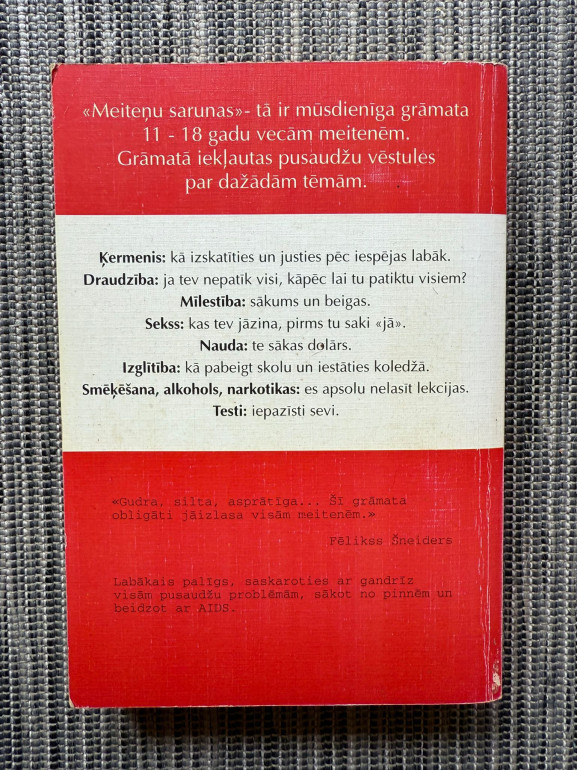 «Meiteņu sarunas»- tā ir mūsdienīga grāmata
11 - 18 gadu vecām meitenēm.
Grāmatā iekļautas pusaudžu vēstules
par dažādām tēmām.
Ķermenis: kā izskatīties un justies pēc iespējas labāk.
Draudzība: ja tev nepatīk visi, kāpēc lai tu patiktu visiem?
Mīlestība: sākums un beigas.
Sekss: kas tev jāzina, pirms tu saki «jā».
Nauda: te sākas dolārs.
Izglītība: kā pabeigt skolu un iestāties koledžā.
Smēķēšana, alkohols, narkotikas: es apsolu nelasīt lekcijas.
Testi: iepazīsti sevi.
«Gudra, silta, asprātīga... Šī grāmata
obligāti jāizlasa visām meitenēm.»
Fēlikss Šneiders
Labākais palīgs, saskaroties ar gandrīz
visām pusaudžu problēmām, sākot no pinnēm un
beidzot ar AIDS.